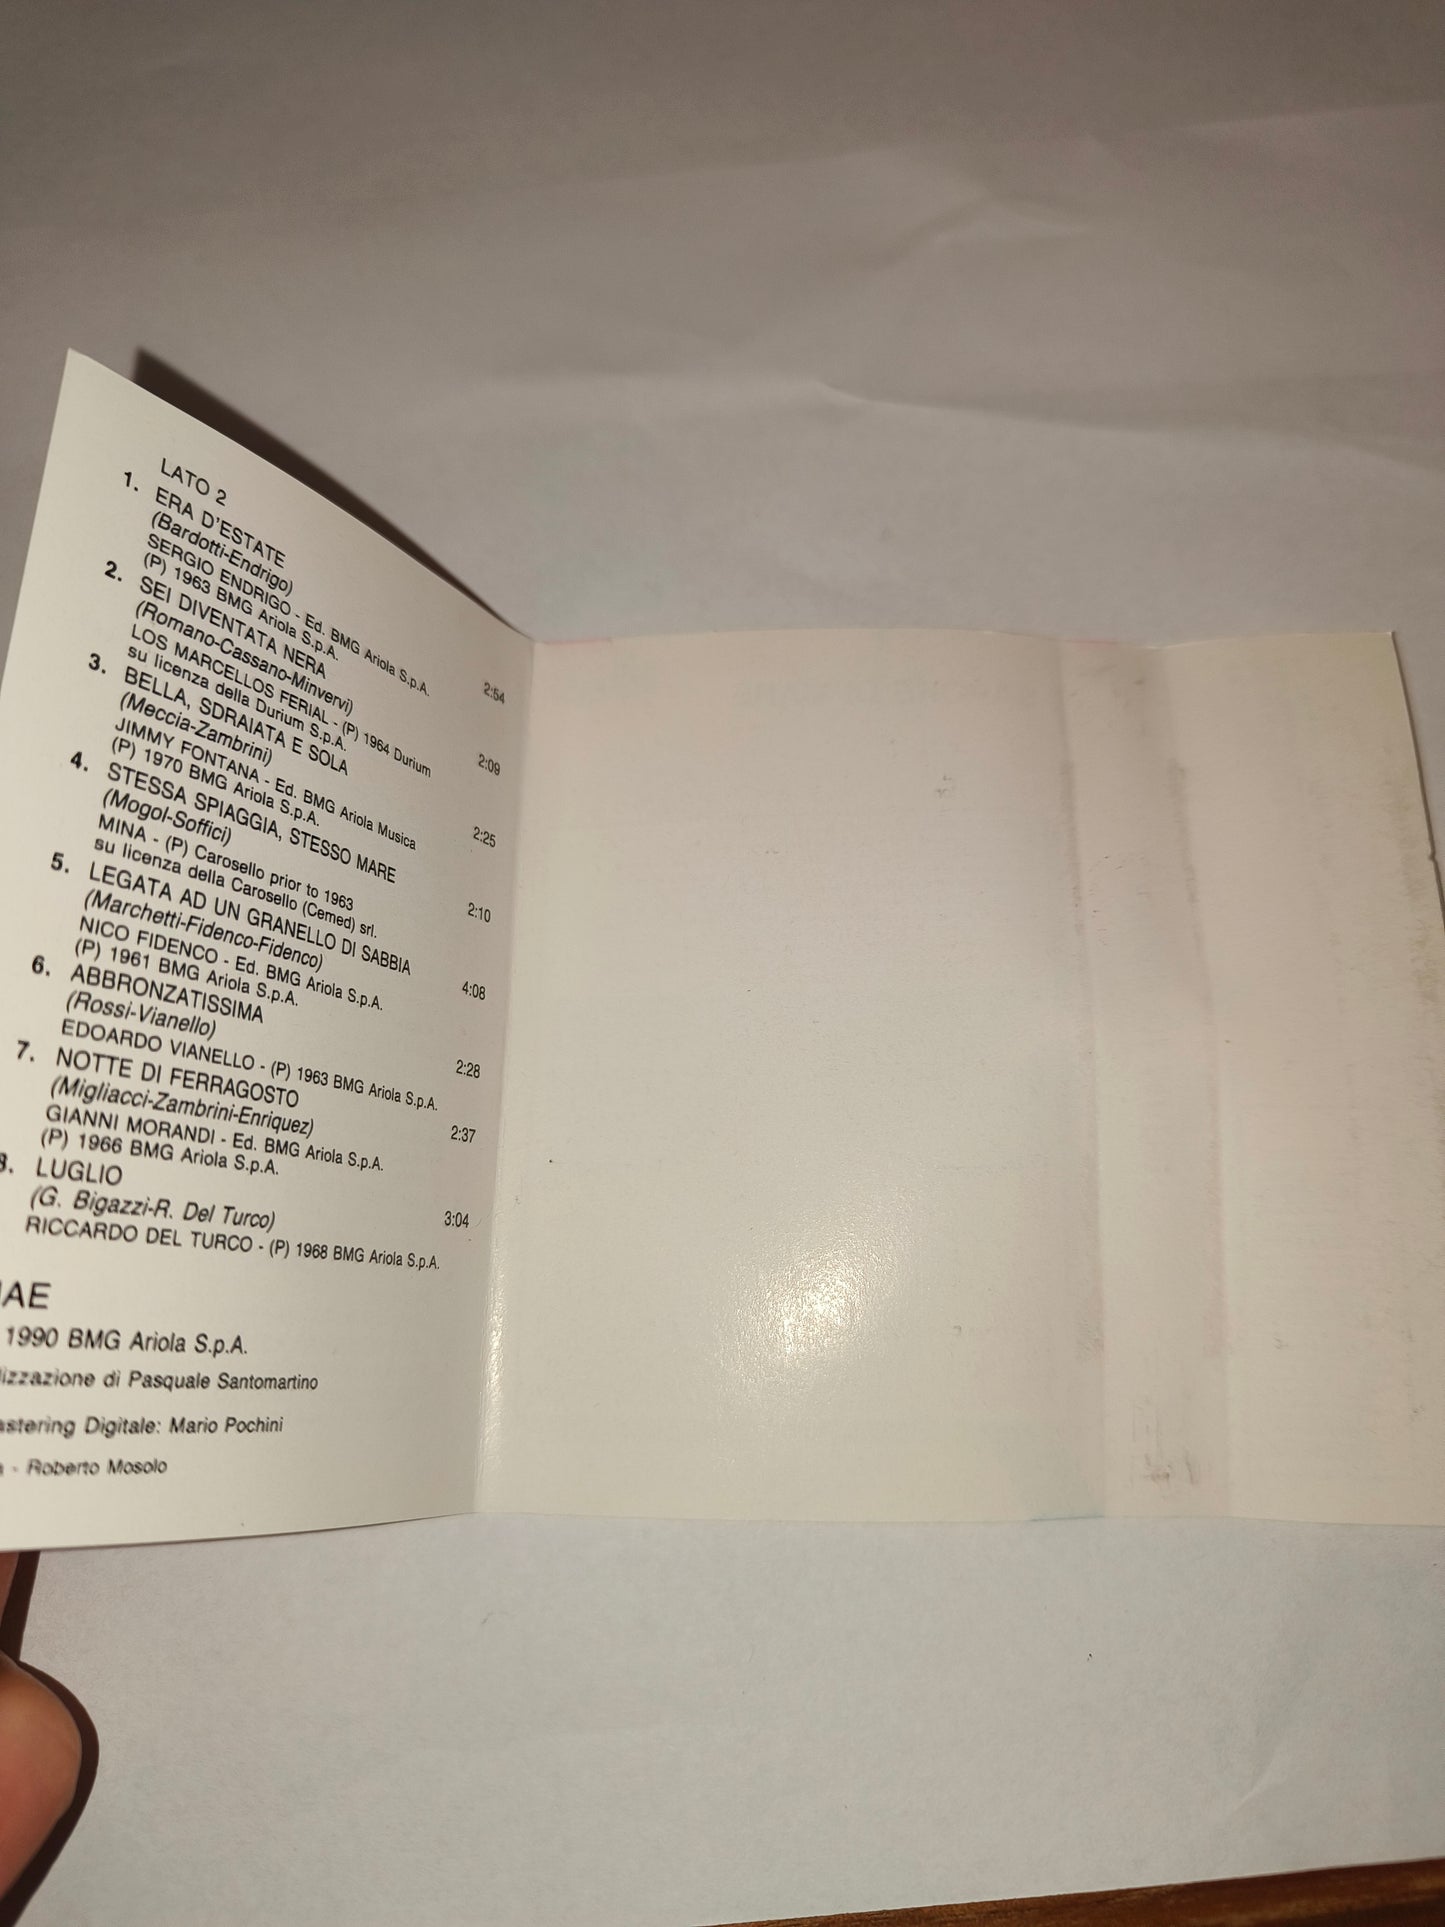 LATO 2
1. ERA D'ESTATE
(Bardotti-Endrigo)
SERGIO ENDRIGO - Ed. BMG Ariola S.p.A.
(P) 1963 BMG Ariola S.p.A. 2:54
2. SEI DIVENTATA NERA
(Romano-Cassano-Minvervi)
LOS MARCELLOS FERIAL - (P) 1964 Durium
su licenza della Durium S.p.A. 2:09
3. BELLA, SDRAIATA E SOLA
(Meccia-Zambrini)
JIMMY FONTANA - Ed. BMG Ariola Musica
(P) 1970 BMG Ariola S.p.A. 2:25
4. STESSA SPIAGGIA, STESSO MARE
(Mogol-Soffici)
MINA - (P) Carosello prior to 1963
su licenza della Carosello (Cemed) srl. 2:10
5. LEGATA AD UN GRANELLO DI SABBIA
(Marchetti-Fidenco-Fidenco)
NICO FIDENCO - Ed. BMG Ariola S.p.A.
(P) 1961 BMG Ariola S.p.A. 4:08
6. ABBRONZATISSIMA
(Rossi-Vianello)
EDOARDO VIANELLO - (P) 1963 BMG Ariola S.p.A. 2:28
7. NOTTE DI FERRAGOSTO
(Migliacci-Zambrini-Enriquez)
GIANNI MORANDI - Ed. BMG Ariola S.p.A.
(P) 1966 BMG Ariola S.p.A. 2:37
8. LUGLIO
(G. Bigazzi-R. Del Turco)
RICCARDO DEL TURCO - (P) 1968 BMG Ariola S.p.A. 3:04
IAE
1990 BMG Ariola S.p.A.
lizzazione di Pasquale Santomartino
astering Digitale: Mario Pochini
- Roberto Mosolo